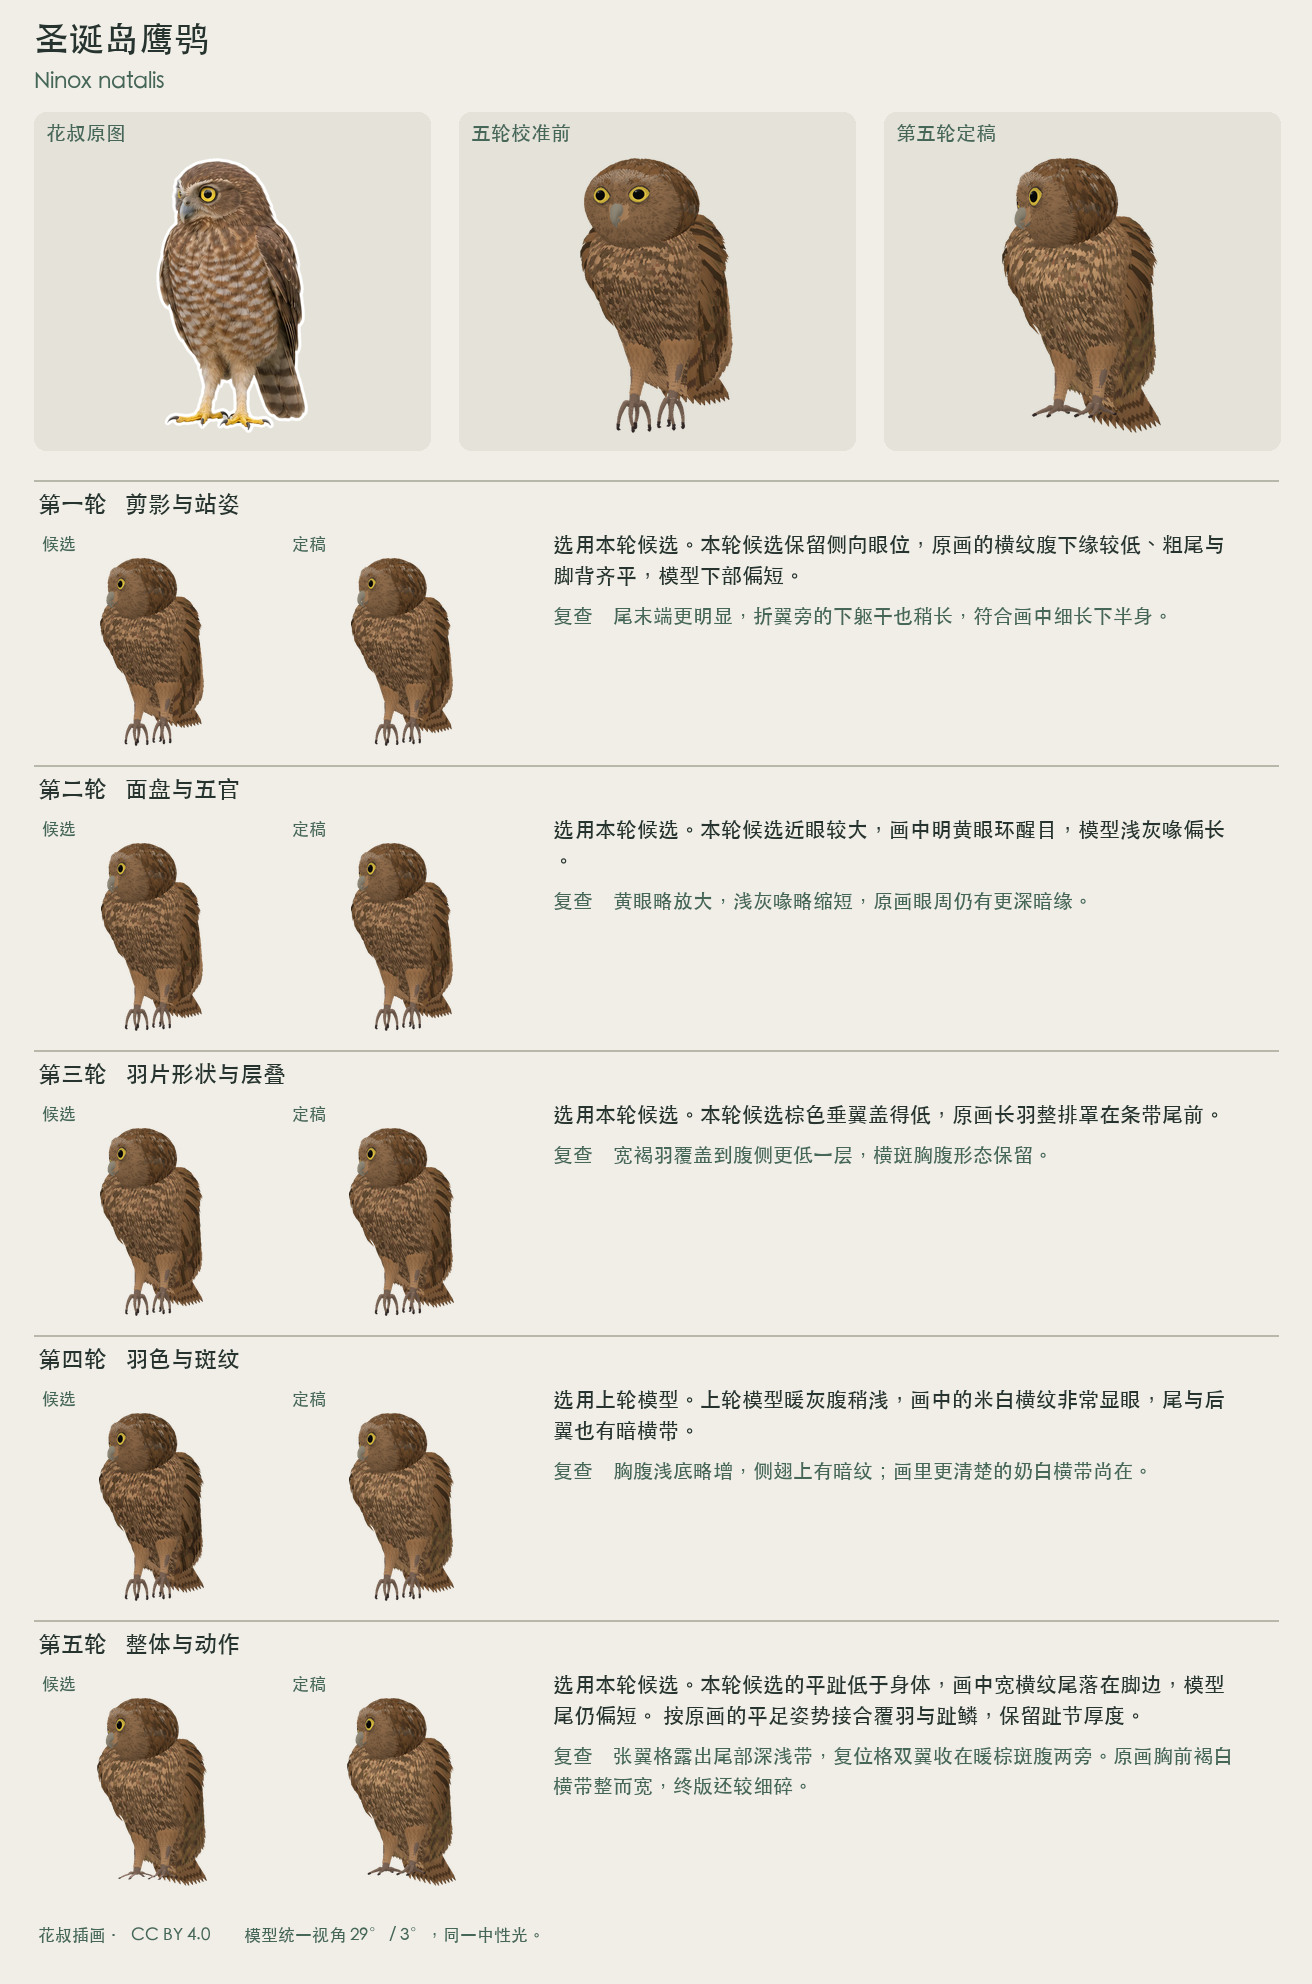 圣诞岛鹰鸮
Ninox natalis
花叔原图
五轮校准前
第五轮定稿
第一轮 剪影与站姿
候选
定稿
选用本轮候选。本轮候选保留侧向眼位，原画的横纹腹下缘较低、粗尾与
脚背齐平，模型下部偏短。
复查 尾末端更明显，折翼旁的下躯干也稍长，符合画中细长下半身。
第二轮 面盘与五官
候选
定稿
选用本轮候选。本轮候选近眼较大，画中明黄眼环醒目，模型浅灰喙偏长
。
复查 黄眼略放大，浅灰喙略缩短，原画眼周仍有更深暗缘。
第三轮 羽片形状与层叠
候选
定稿
选用本轮候选。本轮候选棕色垂翼盖得低，原画长羽整排罩在条带尾前。
复查 宽褐羽覆盖到腹侧更低一层，横斑胸腹形态保留。
第四轮 羽色与斑纹
候选
定稿
选用上轮模型。上轮模型暖灰腹稍浅，画中的米白横纹非常显眼，尾与后
翼也有暗横带。
复查 胸腹浅底略增，侧翅上有暗纹；画里更清楚的奶白横带尚在。
第五轮 整体与动作
候选
定稿
选用本轮候选。本轮候选的平趾低于身体，画中宽横纹尾落在脚边，模型
尾仍偏短。 按原画的平足姿势接合覆羽与趾鳞，保留趾节厚度。
复查 张翼格露出尾部深浅带，复位格双翼收在暖棕斑腹两旁。原画胸前褐白
横带整而宽，终版还较细碎。
花叔插画 · CC BY 4.0 模型统一视角 29° / 3° ，同一中性光。